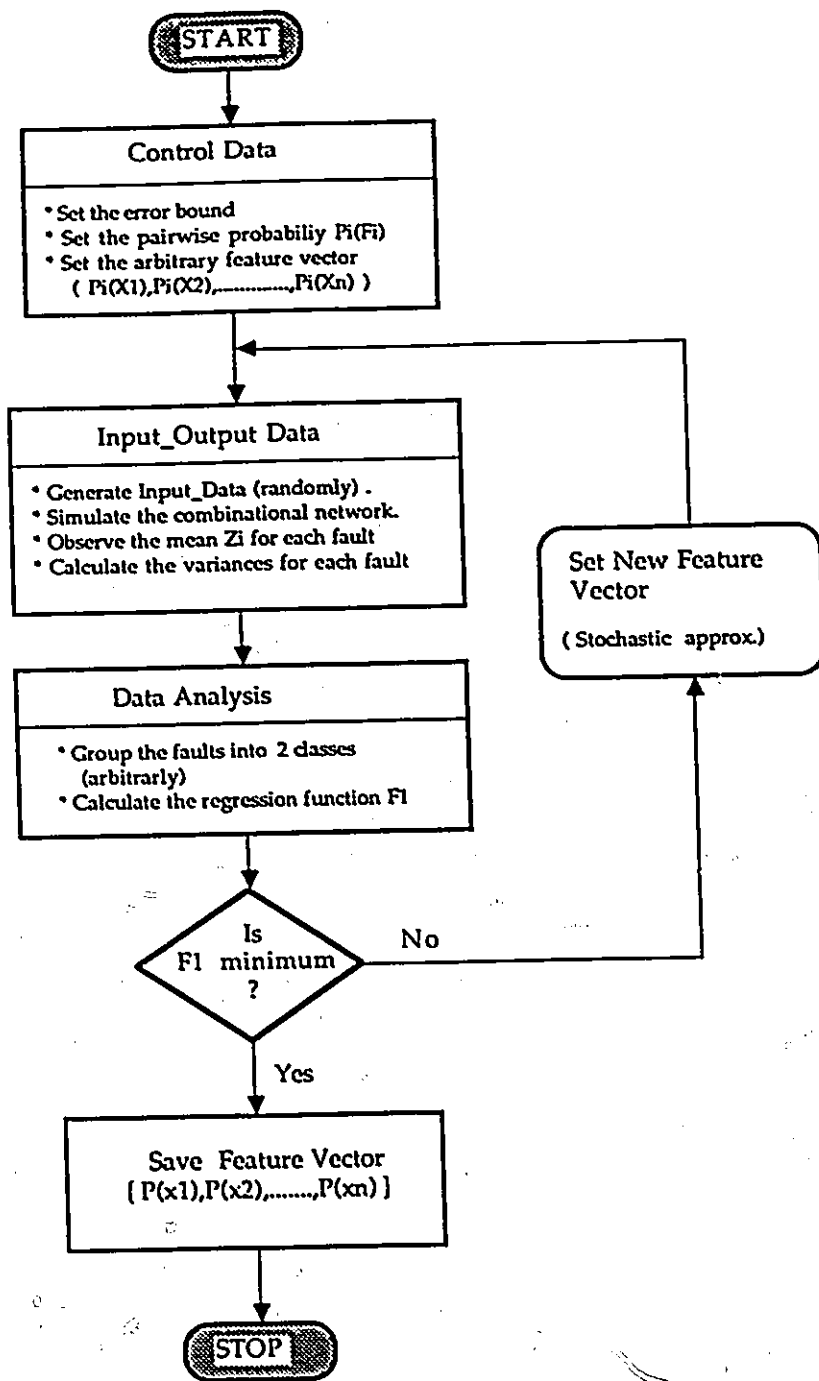 START
Control Data
* Set the error bound
* Set the pairwise probabiliy Pi(Fi)
* Set the arbitrary feature vector
( Pi(X1),Pi(X2),..............,Pi(Xn) )
Input_Output Data
* Generate Input_Data (randomly) .
* Simulate the combinational network.
* Observe the mean Zi for each fault
* Calculate the variances for each fault
Set New Feature
Vector
( Stochastic approx.)
Data Analysis
* Group the faults into 2 classes
(arbitrarly)
* Calculate the regression function F1
Is
F1 minimum
?
No
Yes
Save Feature Vector
[ P(x1),P(x2),.......,P(xn) ]
STOP